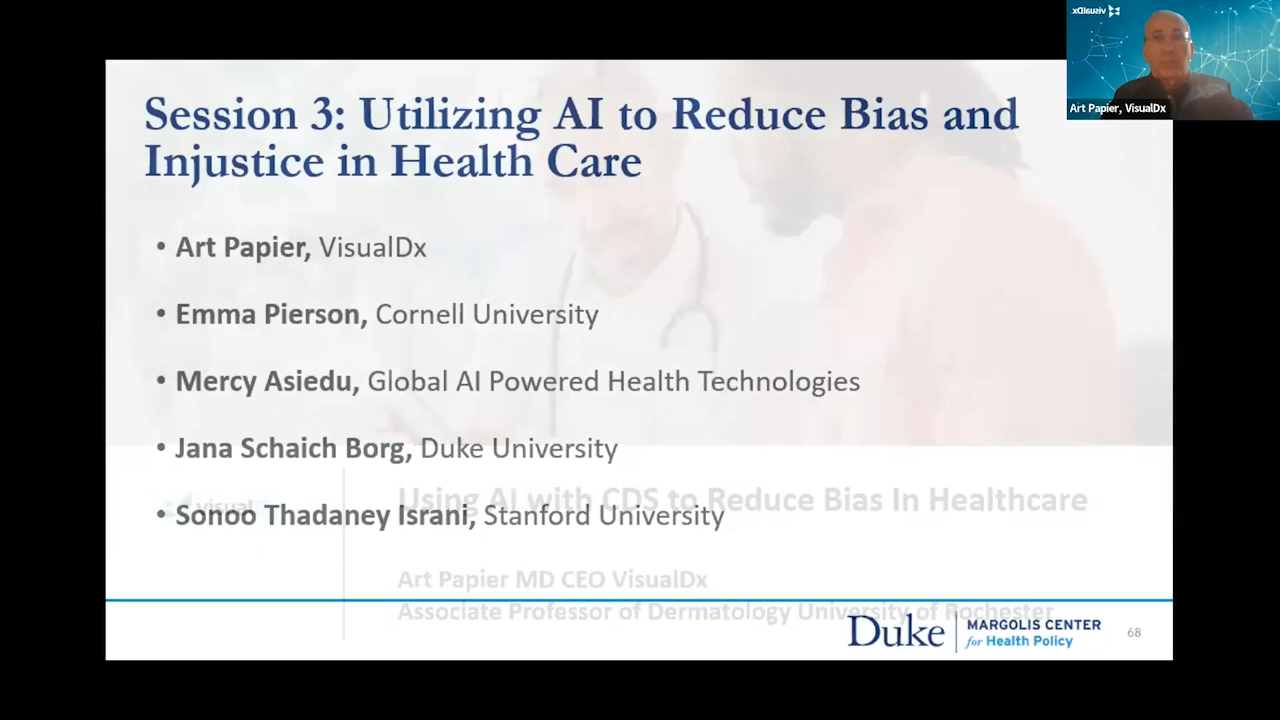 VisualDx
Art Papier, VisualDx
Session 3: Utilizing AI to Reduce Bias and
Injustice in Health Care
• Art Papier, VisualDx
• Emma Pierson, Cornell University
• Mercy Asiedu, Global AI Powered Health Technologies
• Jana Schaich Borg, Duke University
visual
Using AI with CDS to Reduce Bias In Healthcare
• Sonoo Thadaney Israni, Stanford University
Art Papier MD CEO VisualDx
Associate Professor of Dermatology University of Rochester
Duke
MARGOLIS CENTER
for Health Policy
68